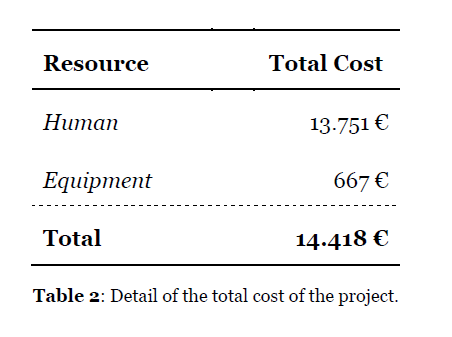 Resource Total Cost
Human 13.751 €
Equipment 667 €
Total 14.418 €
Table 2: Detail of the total cost of the project.